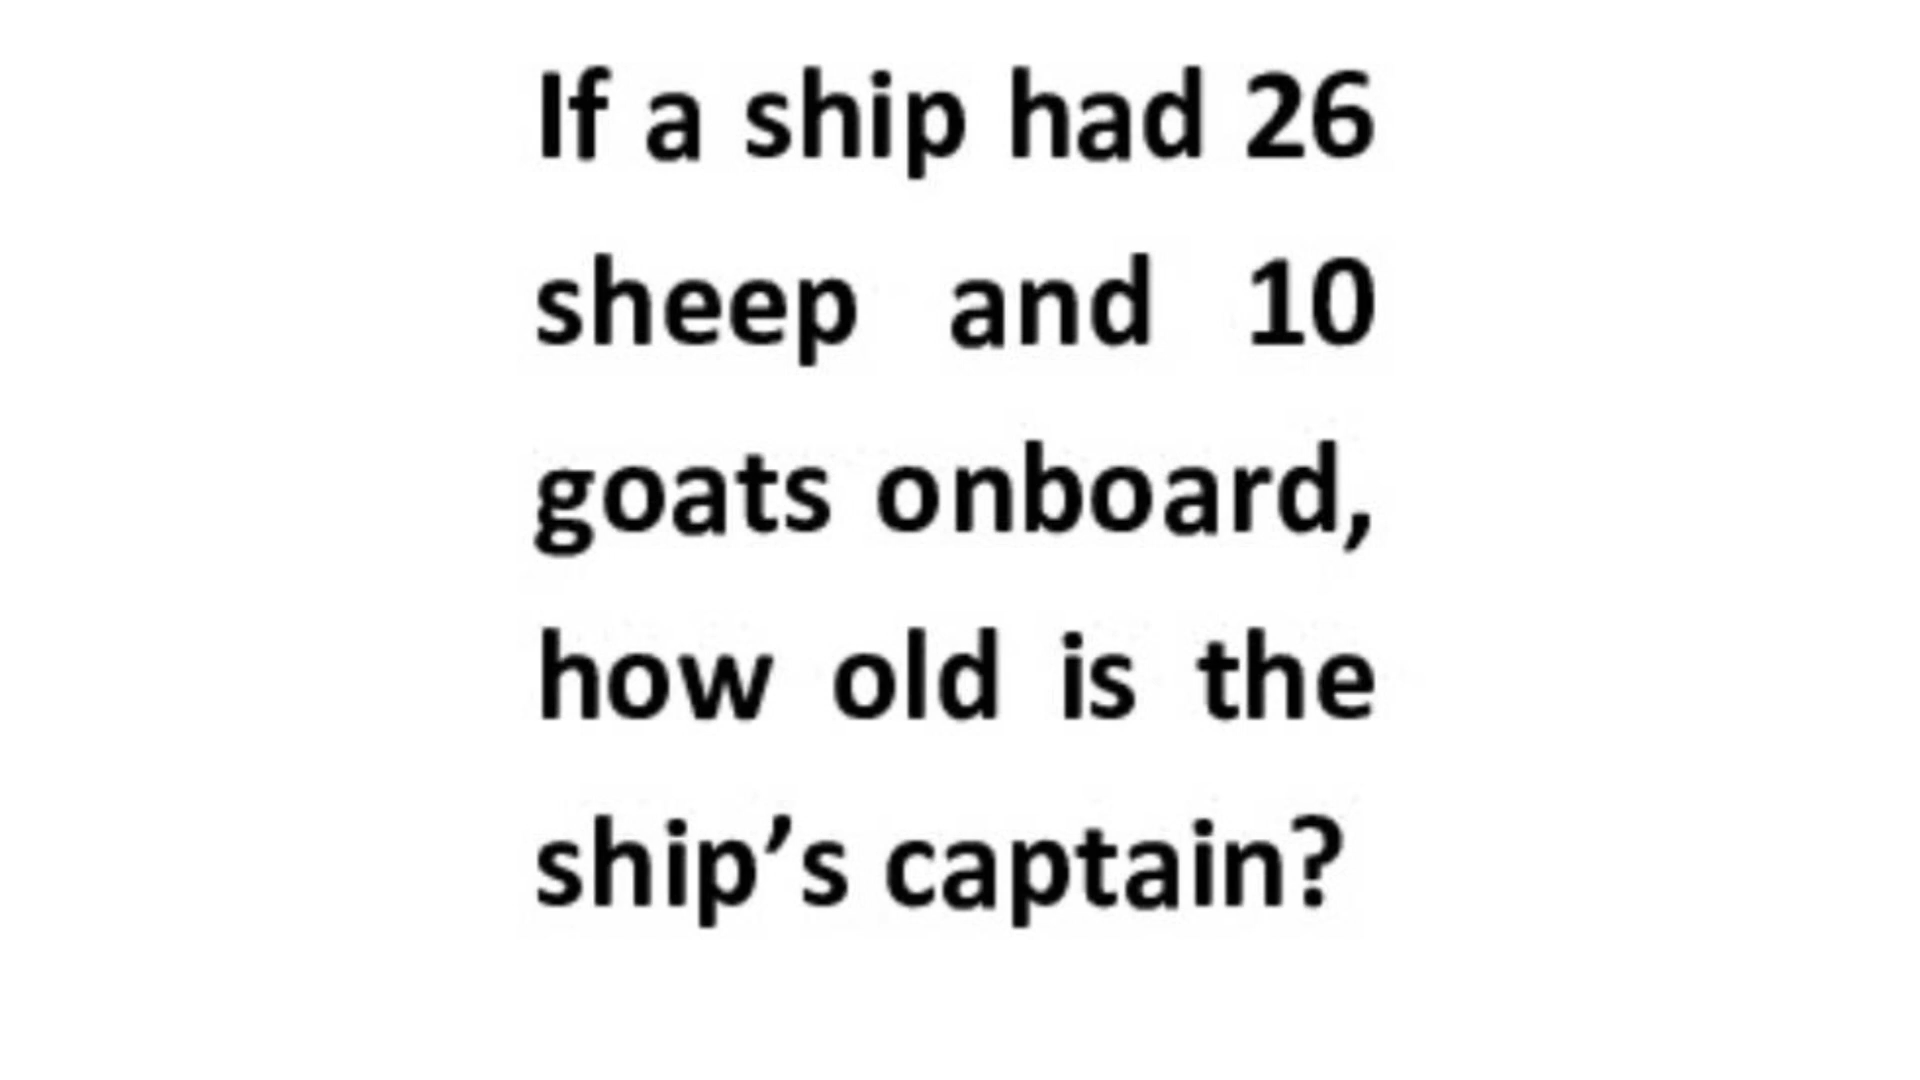 If a ship had 26
sheep and 10
goats onboard,
how old is the
ship’s captain?